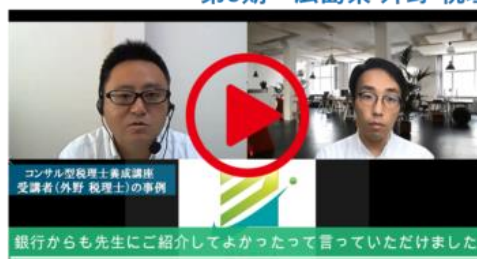 コンサル型税理士養成講座
受講者(外野 税理士)の事例
銀行からも先生にご紹介してよかったって言っていただけました